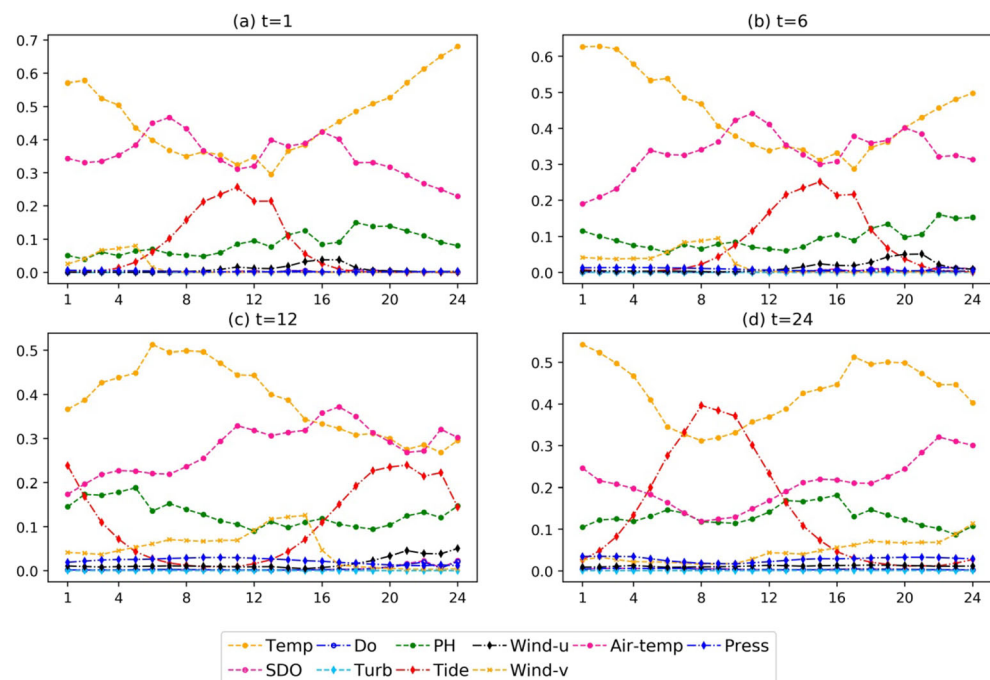 (a) t=1
(b) t=6
0.7
0.6
0.5
0.4
0.3
0.2
0.1
0.0
1 4 8 12 16 20 24
0.6
0.5
0.4
0.3
0.2
0.1
0.0
1 4 8 12 16 20 24
(c) t=12
(d) t=24
0.5
0.4
0.3
0.2
0.1
0.0
1 4 8 12 16 20 24
0.5
0.4
0.3
0.2
0.1
0.0
1 4 8 12 16 20 24
Temp Do PH Wind-u Air-temp Press
SDO Turb Tide Wind-v